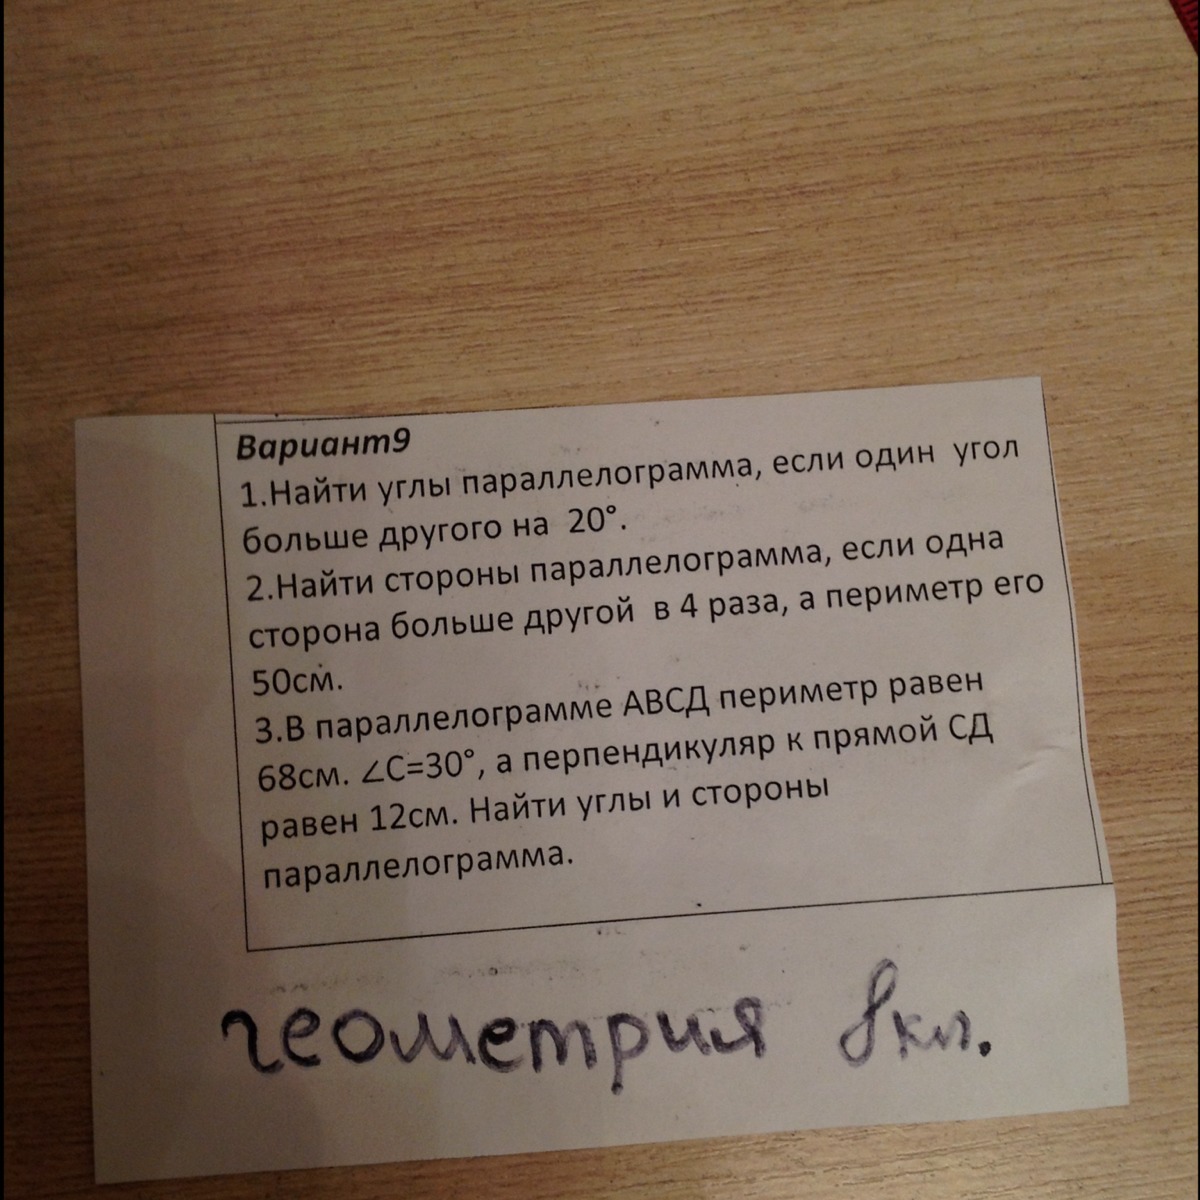 Вариант9
1.Найти углы параллелограмма, если один угол
больше другого на 20°.
2.Найти стороны параллелограмма, если одна
сторона больше другой в 4 раза, а периметр его
50см.
3.В параллелограмме АВСД периметр равен
68см. ∠С=30°, а перпендикуляр к прямой СД
равен 12см. Найти углы и стороны
параллелограмма.
геометрия 8кл.